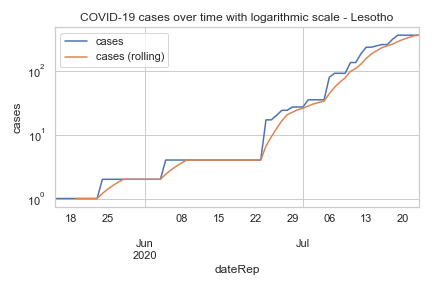 COVID-19 cases over time with logarithmic scale - Lesotho
cases
cases (rolling)
10²
10¹
10⁰
cases
18 25 08 15 22 29 06 13 20
Jun Jul
2020
dateRep